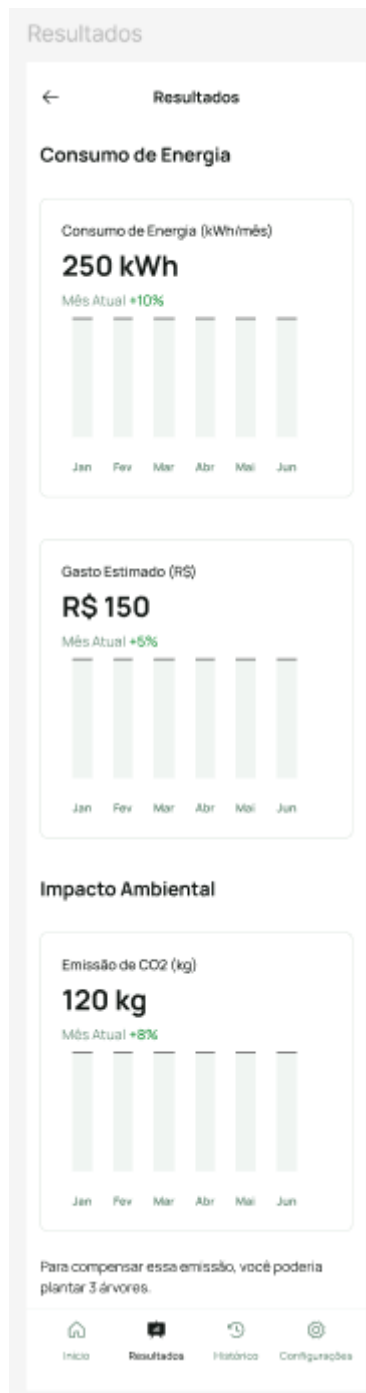 Resultados
Resultados
Consumo de Energia
Consumo de Energia (kWh/mês)
250 kWh
Mês Atual +10%
Jan Fev Mar Abr Mai Jun
Gasto Estimado (R$)
R$ 150
Mês Atual +5%
Jan Fev Mar Abr Mai Jun
Impacto Ambiental
Emissão de CO2 (kg)
120 kg
Mês Atual +8%
Jan Fev Mar Abr Mai Jun
Para compensar essa emissão, você poderia
plantar 3 árvores.
Início Resultados Histórico Configurações